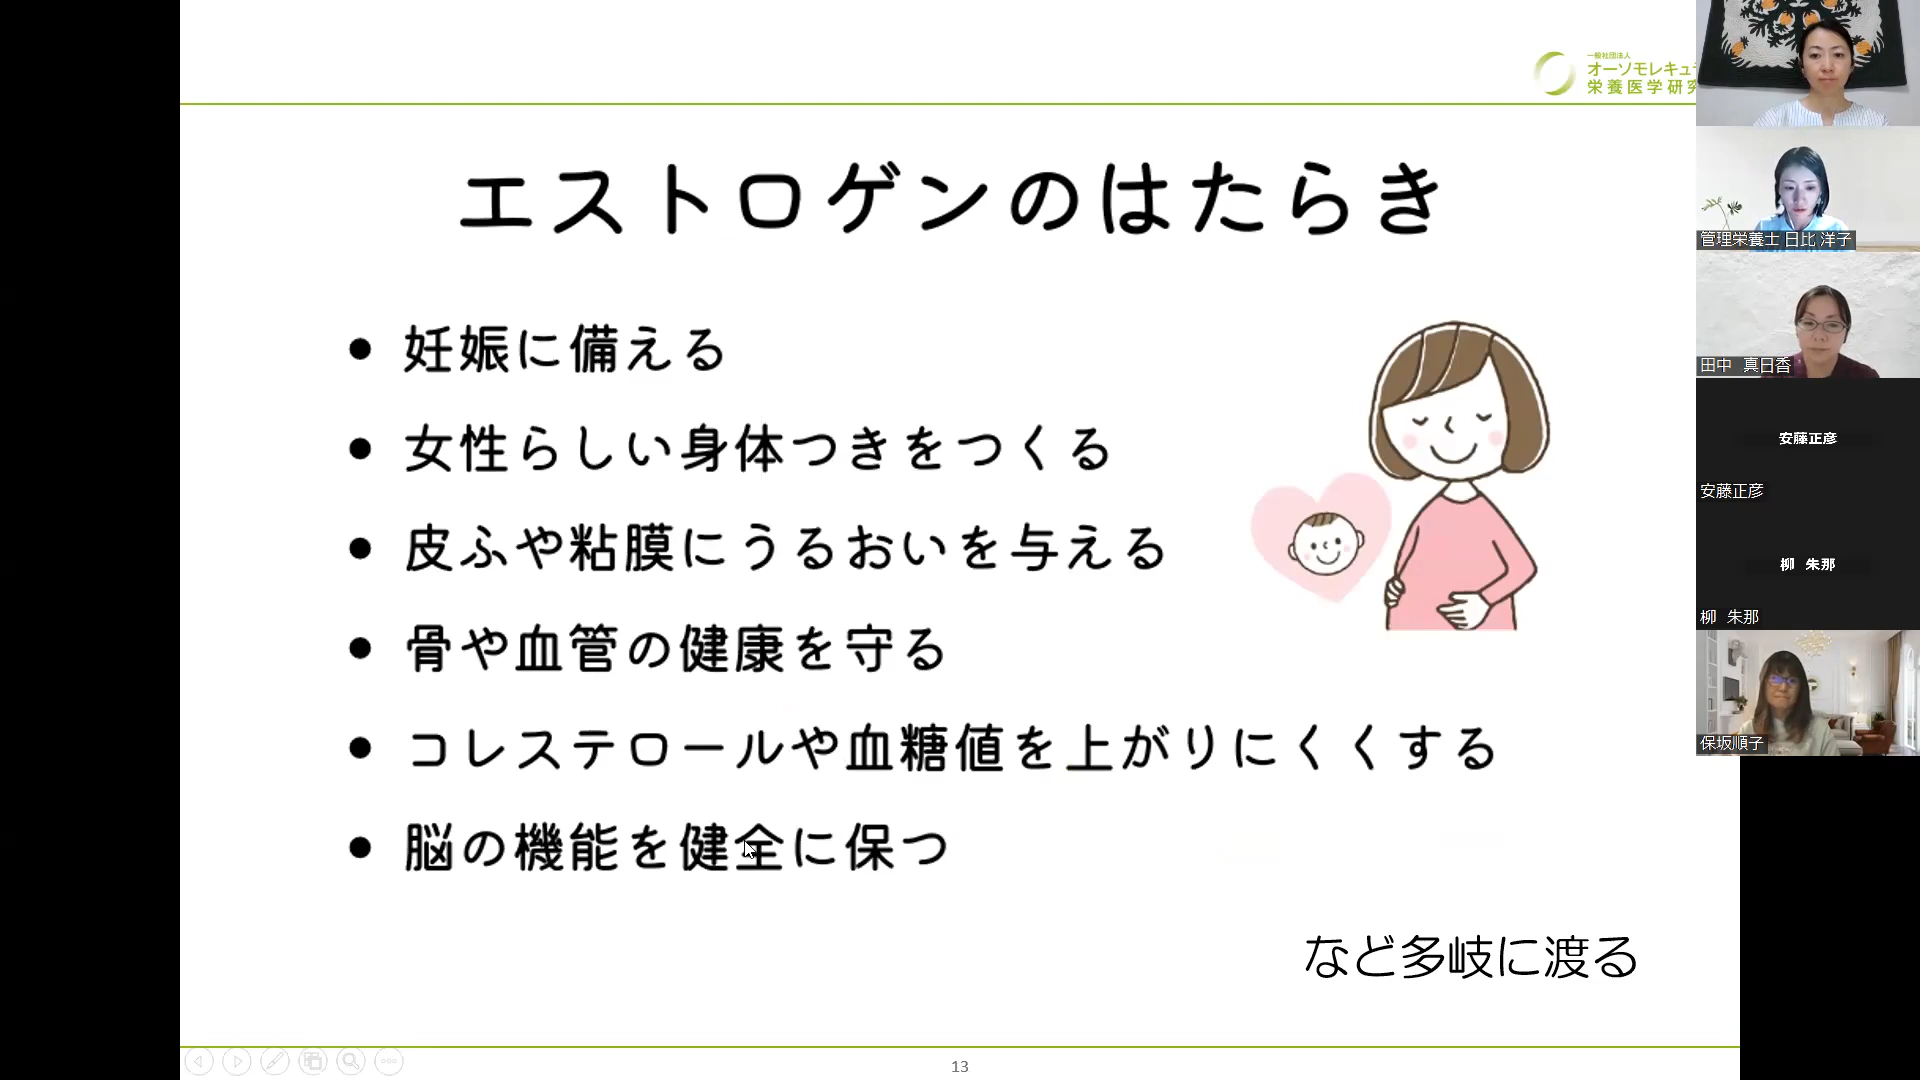 一般社団法人
オーソモレキュ
栄養医学研究
エストロゲンのはたらき
● 妊娠に備える
● 女性らしい身体つきをつくる
● 皮ふや粘膜にうるおいを与える
● 骨や血管の健康を守る
● コレステロールや血糖値を上がりにくくする
● 脳の機能を健全に保つ
など多岐に渡る
13
管理栄養士 日比 洋子
田中 真日香
安藤正彦
安藤正彦
柳 朱那
柳 朱那
保坂順子